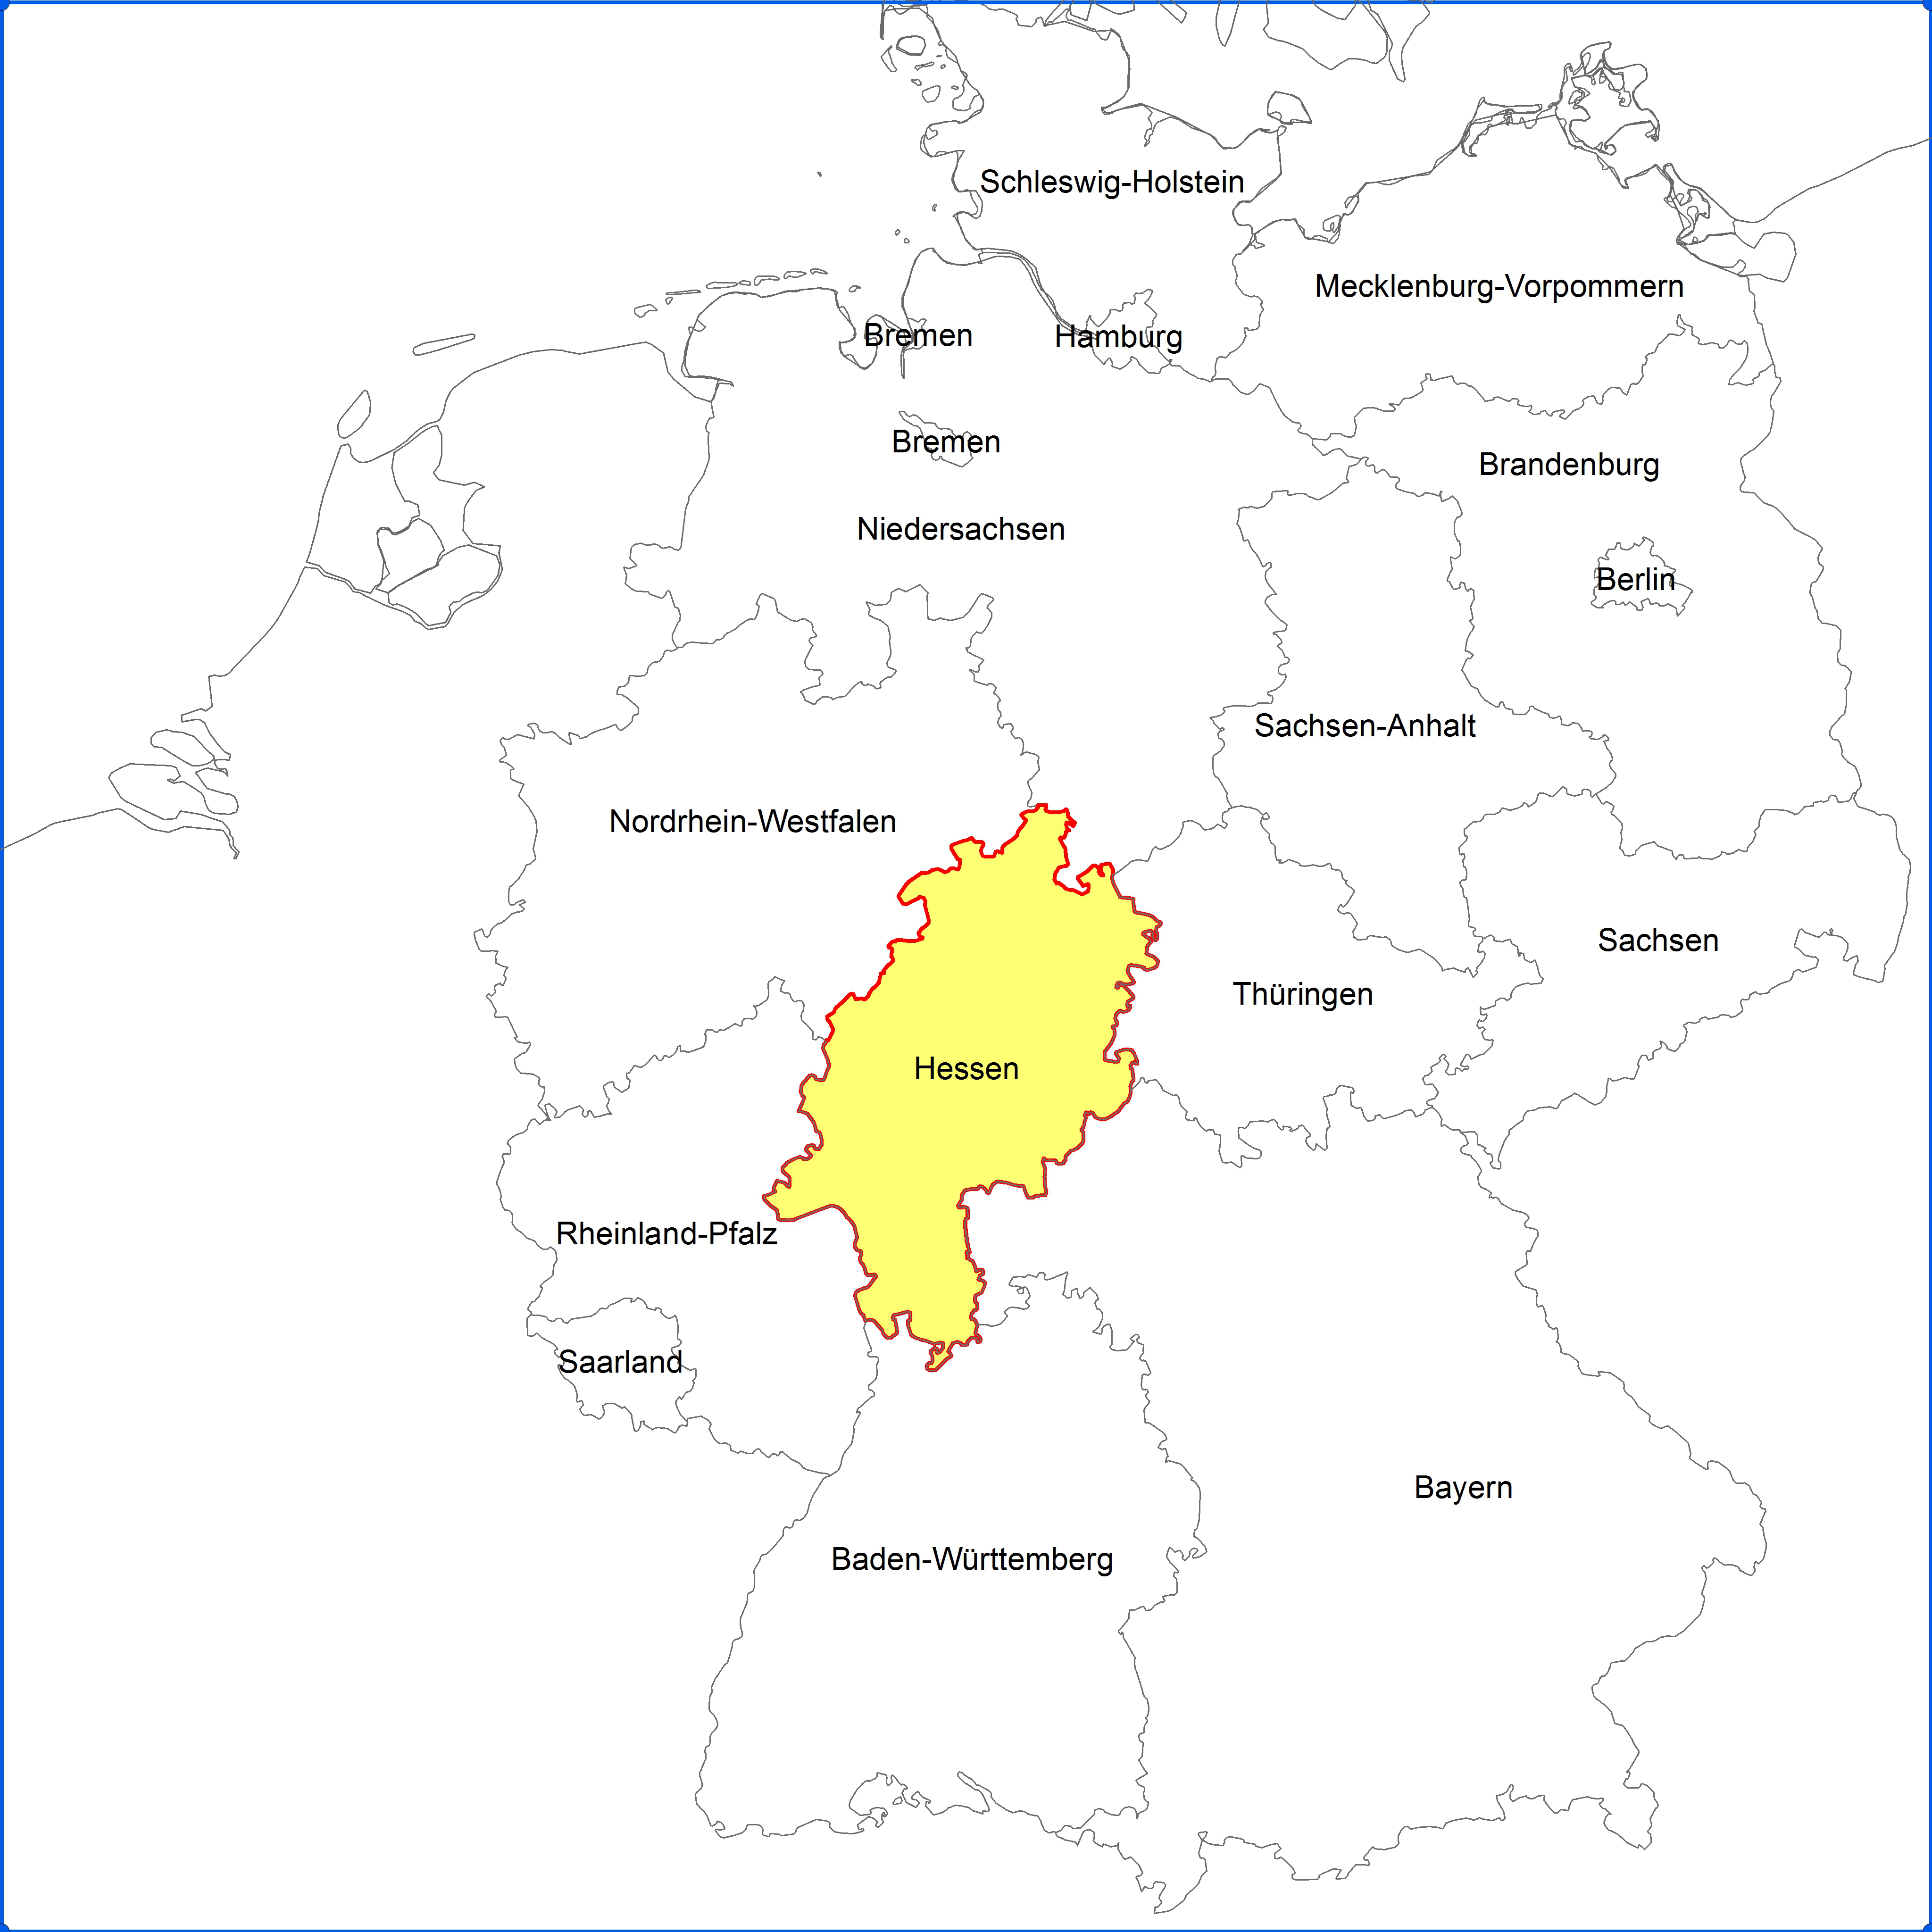 Schleswig-Holstein
Mecklenburg-Vorpommern
Bremen
Hamburg
Bremen
Brandenburg
Niedersachsen
Berlin
Sachsen-Anhalt
Nordrhein-Westfalen
Sachsen
Thüringen
Hessen
Rheinland-Pfalz
Saarland
Bayern
Baden-Württemberg